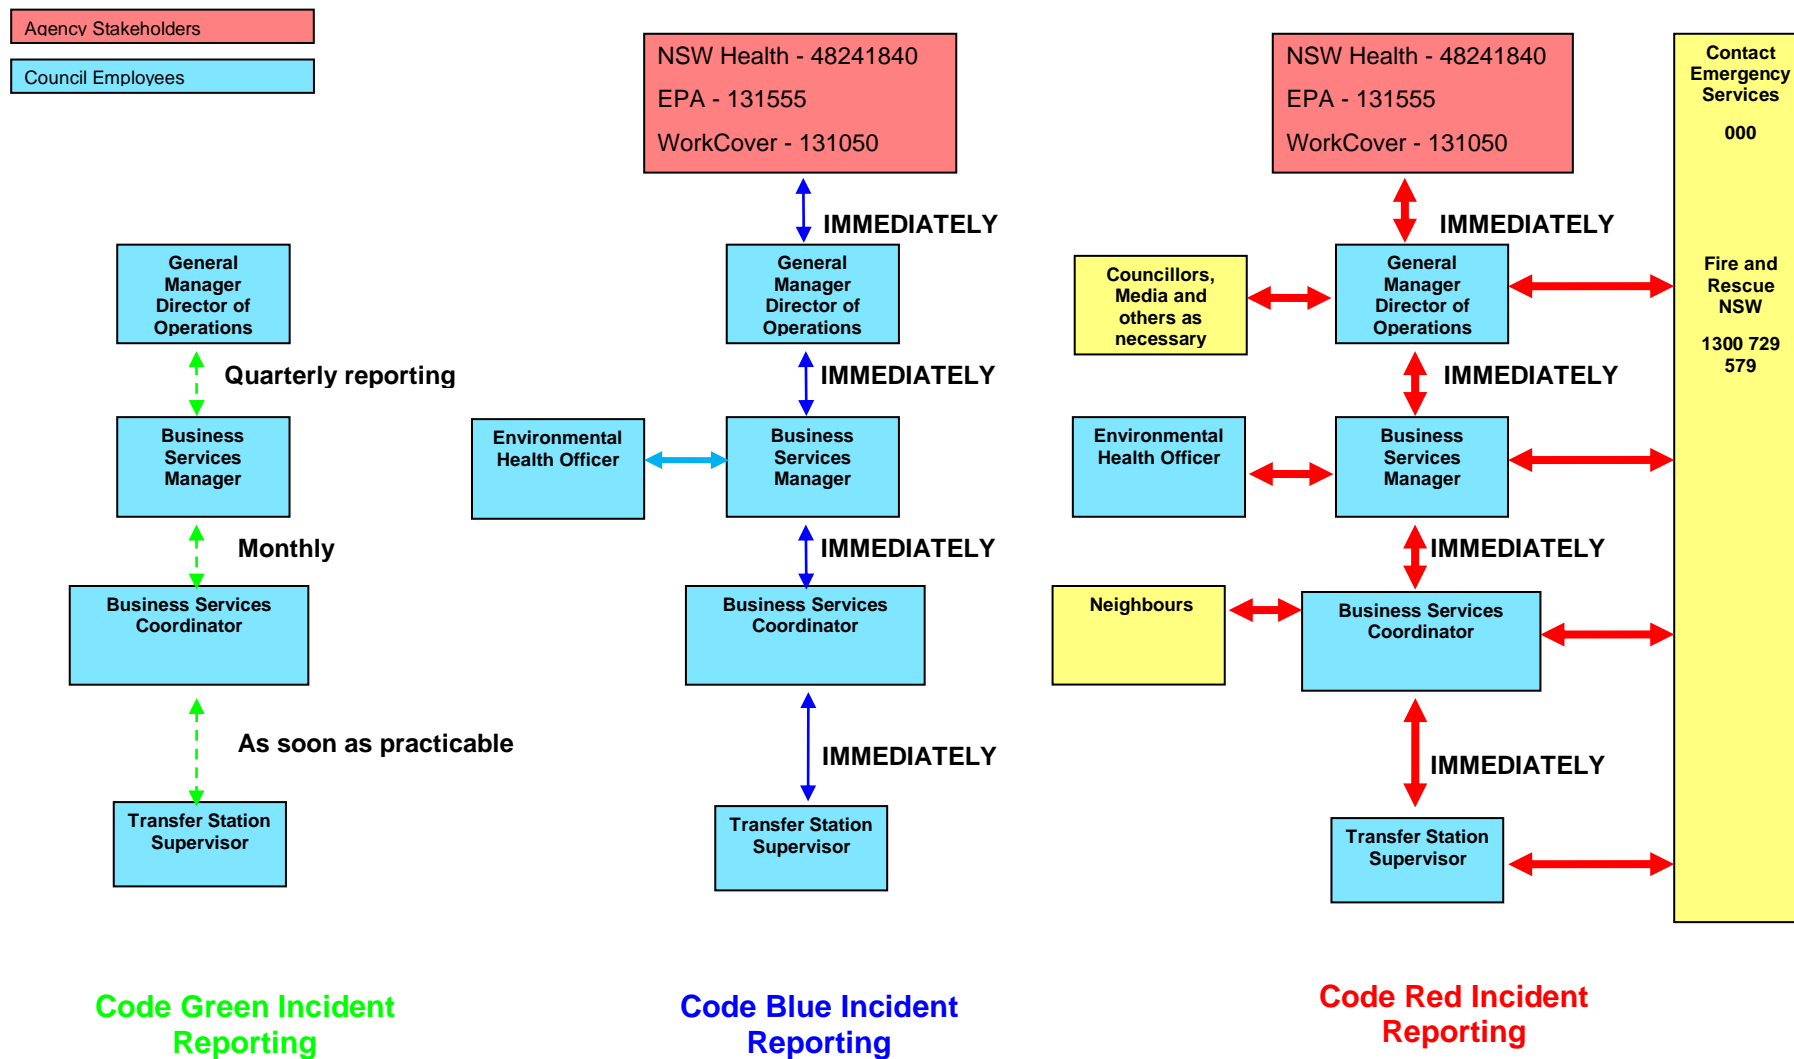 Agency Stakeholders
Council Employees
General
Manager
Director of
Operations
Quarterly reporting
Business
Services
Manager
Monthly
Business Services
Coordinator
As soon as practicable
Transfer Station
Supervisor
Code Green Incident
Reporting
NSW Health - 48241840
EPA - 131555
WorkCover - 131050
IMMEDIATELY
General
Manager
Director of
Operations
IMMEDIATELY
Environmental
Health Officer
Business
Services
Manager
IMMEDIATELY
Business Services
Coordinator
IMMEDIATELY
Transfer Station
Supervisor
Code Blue Incident
Reporting
NSW Health - 48241840
EPA - 131555
WorkCover - 131050
IMMEDIATELY
Councillors,
Media and
others as
necessary
General
Manager
Director of
Operations
IMMEDIATELY
Environmental
Health Officer
Business
Services
Manager
IMMEDIATELY
Neighbours
Business Services
Coordinator
IMMEDIATELY
Transfer Station
Supervisor
Contact
Emergency
Services
000
Fire and
Rescue
NSW
1300 729
579
Code Red Incident
Reporting